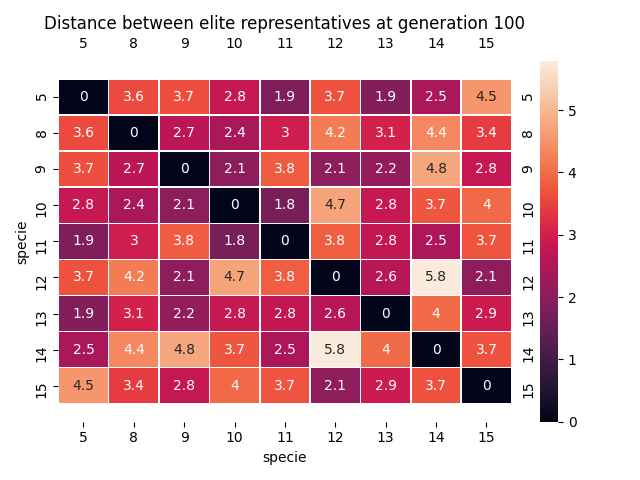 Distance between elite representatives at generation 100
5 8 9 10 11 12 13 14 15
5 0 3.6 3.7 2.8 1.9 3.7 1.9 2.5 4.5 5
8 3.6 0 2.7 2.4 3 4.2 3.1 4.4 3.4 8
9 3.7 2.7 0 2.1 3.8 2.1 2.2 4.8 2.8 9
10 2.8 2.4 2.1 0 1.8 4.7 2.8 3.7 4 10
11 1.9 3 3.8 1.8 0 3.8 2.8 2.5 3.7 11
12 3.7 4.2 2.1 4.7 3.8 0 2.6 5.8 2.1 12
13 1.9 3.1 2.2 2.8 2.8 2.6 0 4 2.9 13
14 2.5 4.4 4.8 3.7 2.5 5.8 4 0 3.7 14
15 4.5 3.4 2.8 4 3.7 2.1 2.9 3.7 0 15
5 8 9 10 11 12 13 14 15
specie
specie
5
4
3
2
1
0